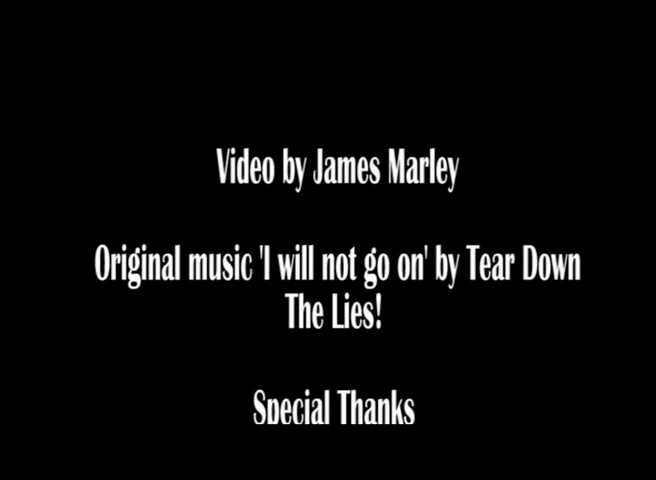 Video by James Marley
Original music 'I will not go on' by Tear Down
The Lies!
Special Thanks